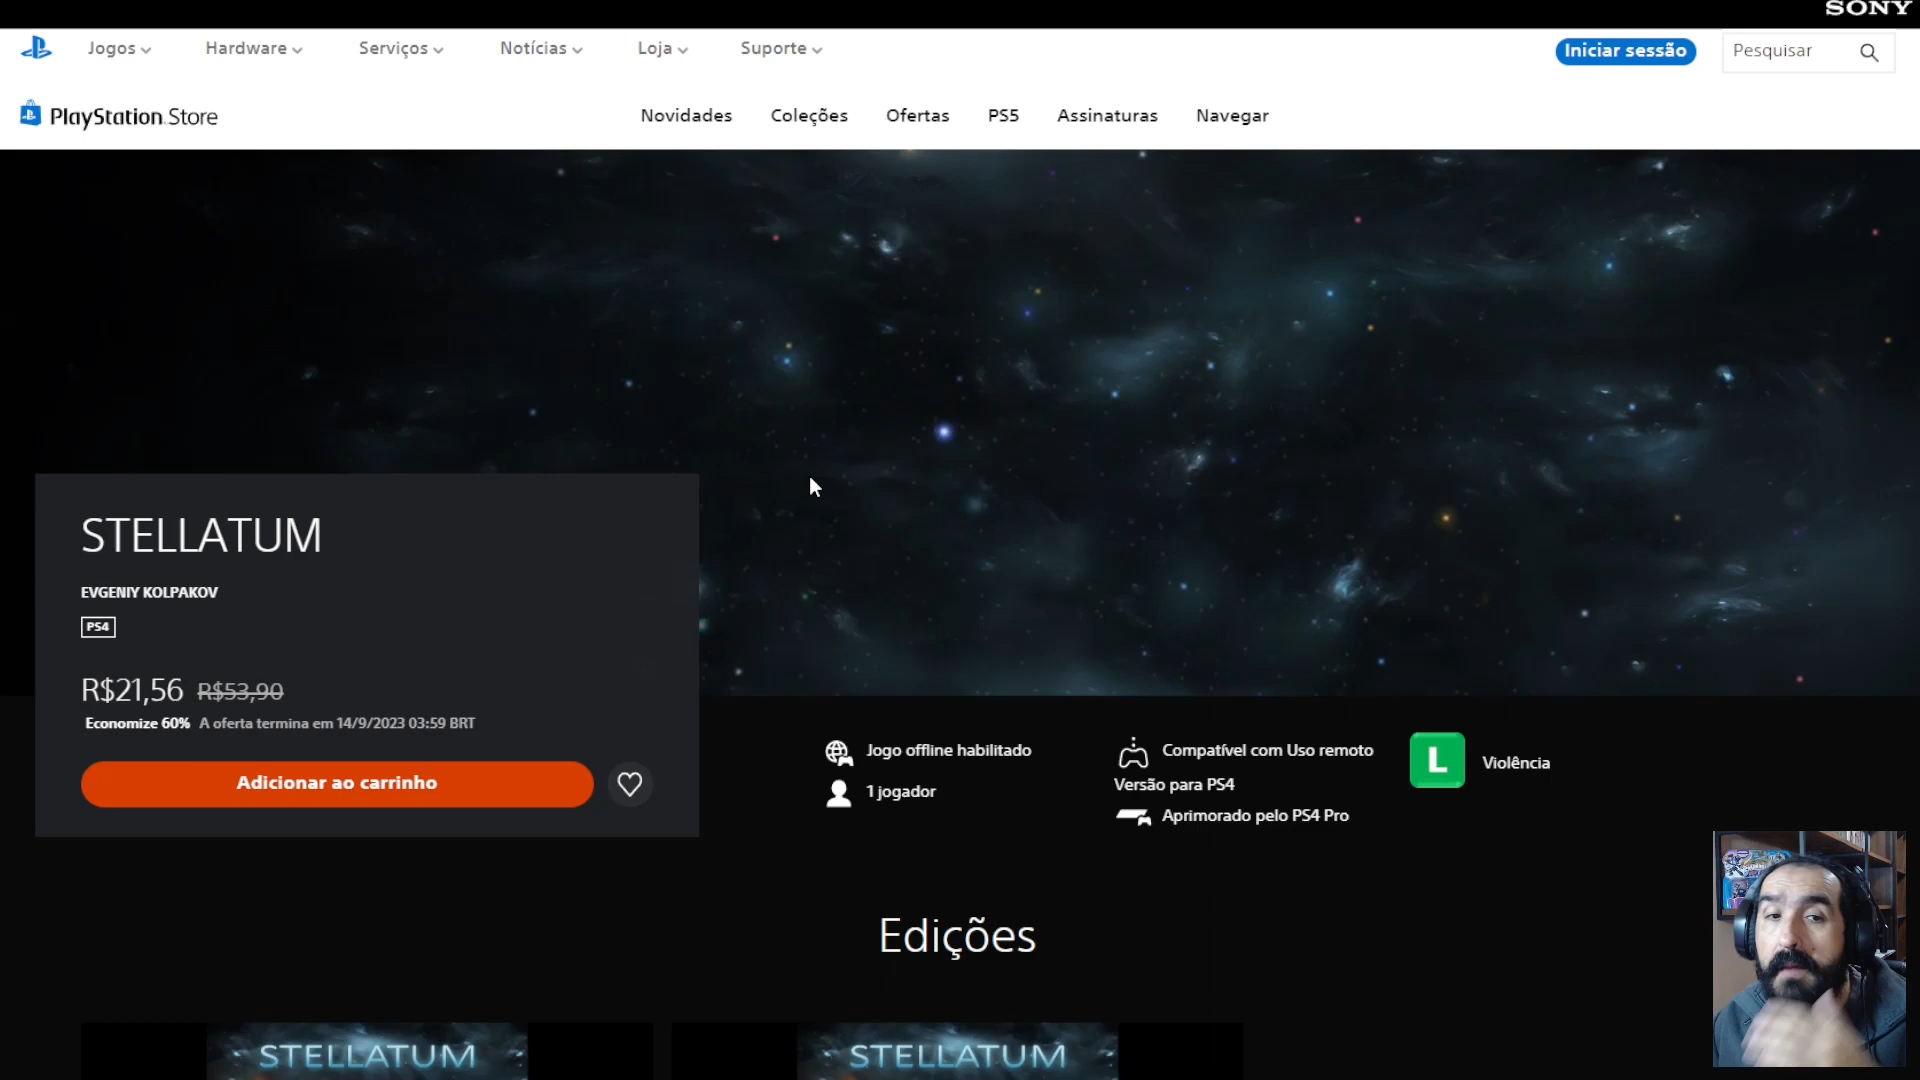 SONY
Jogos
Hardware
Serviços
Notícias
Loja
Suporte
Iniciar sessão
Pesquisar
PlayStation Store
Novidades
Coleções
Ofertas
PS5
Assinaturas
Navegar
STELLATUM
EVGENIY KOLPAKOV
PS4
R$21,56 R$53,90
Economize 60% A oferta termina em 14/9/2023 03:59 BRT
Adicionar ao carrinho
Jogo offline habilitado
1 jogador
Compatível com Uso remoto
Versão para PS4
Aprimorado pelo PS4 Pro
L
Violência
Edições
STELLATUM
STELLATUM